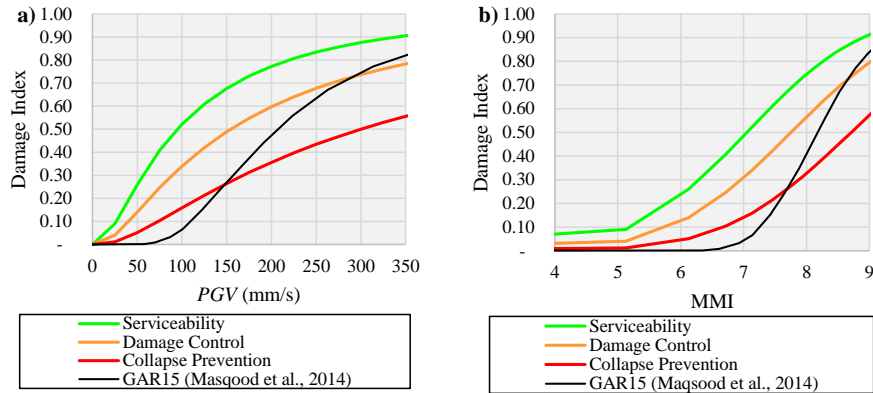 a)
Damage Index
1.00
0.90
0.80
0.70
0.60
0.50
0.40
0.30
0.20
0.10
-
0 50 100 150 200 250 300 350
PGV (mm/s)
Serviceability
Damage Control
Collapse Prevention
GAR15 (Masqood et al., 2014)
b)
Damage Index
1.00
0.90
0.80
0.70
0.60
0.50
0.40
0.30
0.20
0.10
-
4 5 6 7 8 9
MMI
Serviceability
Damage Control
Collapse Prevention
GAR15 (Maqsood et al., 2014)